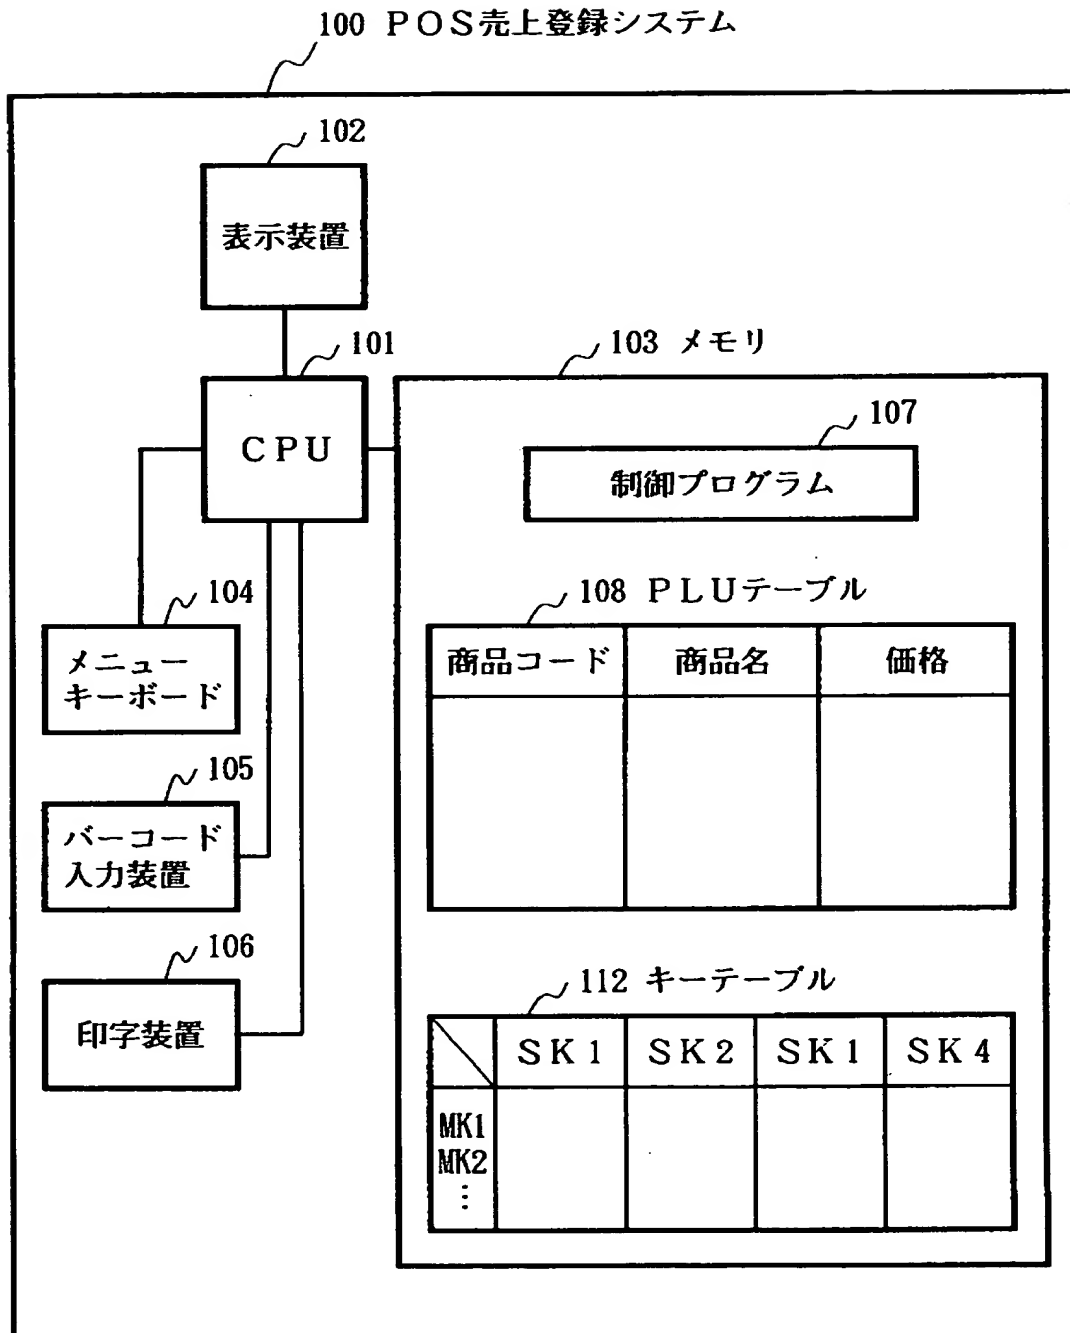 100 POS売上登録システム
102
表示装置
101
CPU
103 メモリ
107
制御プログラム
108 PLUテーブル
商品コード 商品名 価格
104
メニュー
キーボード
105
バーコード
入力装置
106
印字装置
112 キーテーブル
SK1 SK2 SK1 SK4
MK1
MK2
⋮